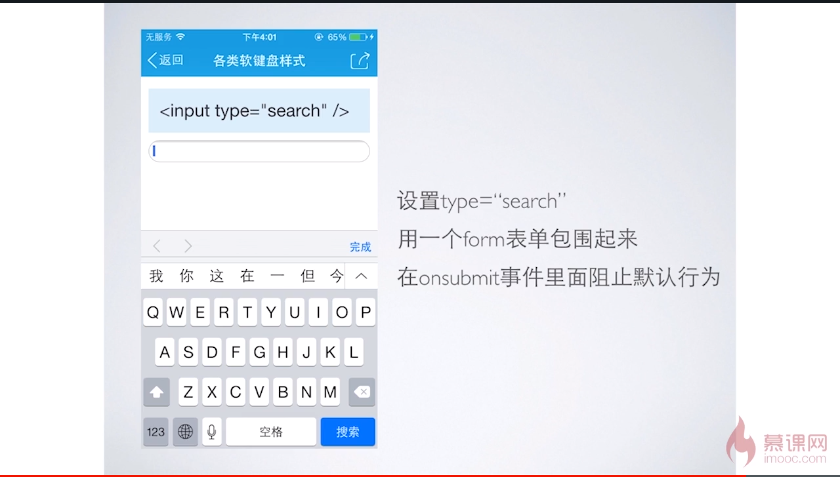 无服务 下午4:01 65%
返回 各类软键盘样式
<input type="search" />
设置type=“search”
用一个form表单包围起来
在onsubmit事件里面阻止默认行为
完成
我 你 这 在 一 但 今
Q W E R T Y U I O P
A S D F G H J K L
Z X C V B N M
123 空格 搜索
慕课网
imooc.com